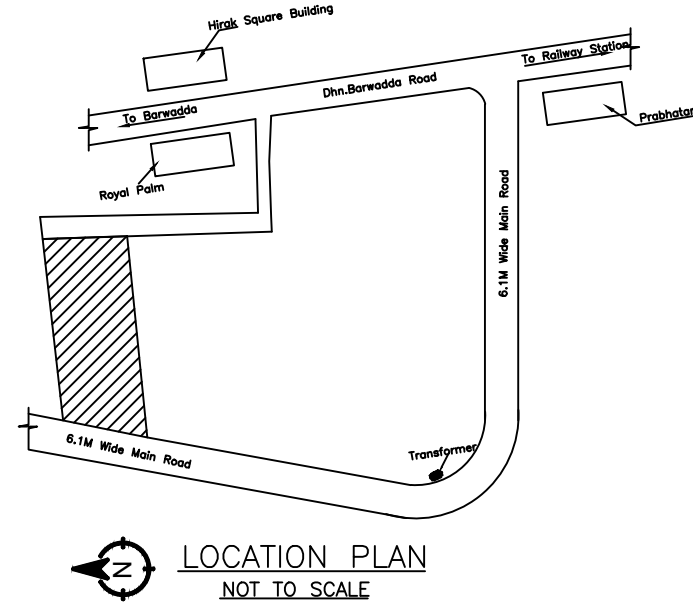 Hirak Square Building
To Railway Station
Dhn.Barwadda Road
To Barwadda
Prabhatam
Royal Palm
6.1M Wide Main Road
6.1M Wide Main Road
Transformer
N
LOCATION PLAN
NOT TO SCALE